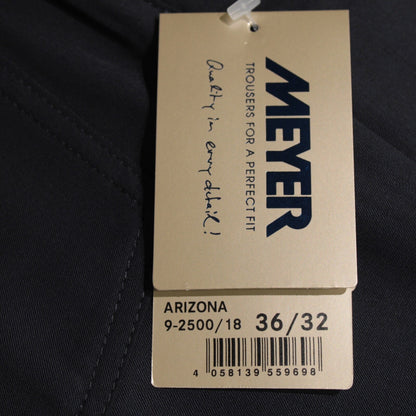 MEYER
TROUSERS FOR A PERFECT FIT
Quality in every detail!
ARIZONA
9-2500/18 36/32
4 058139 559698